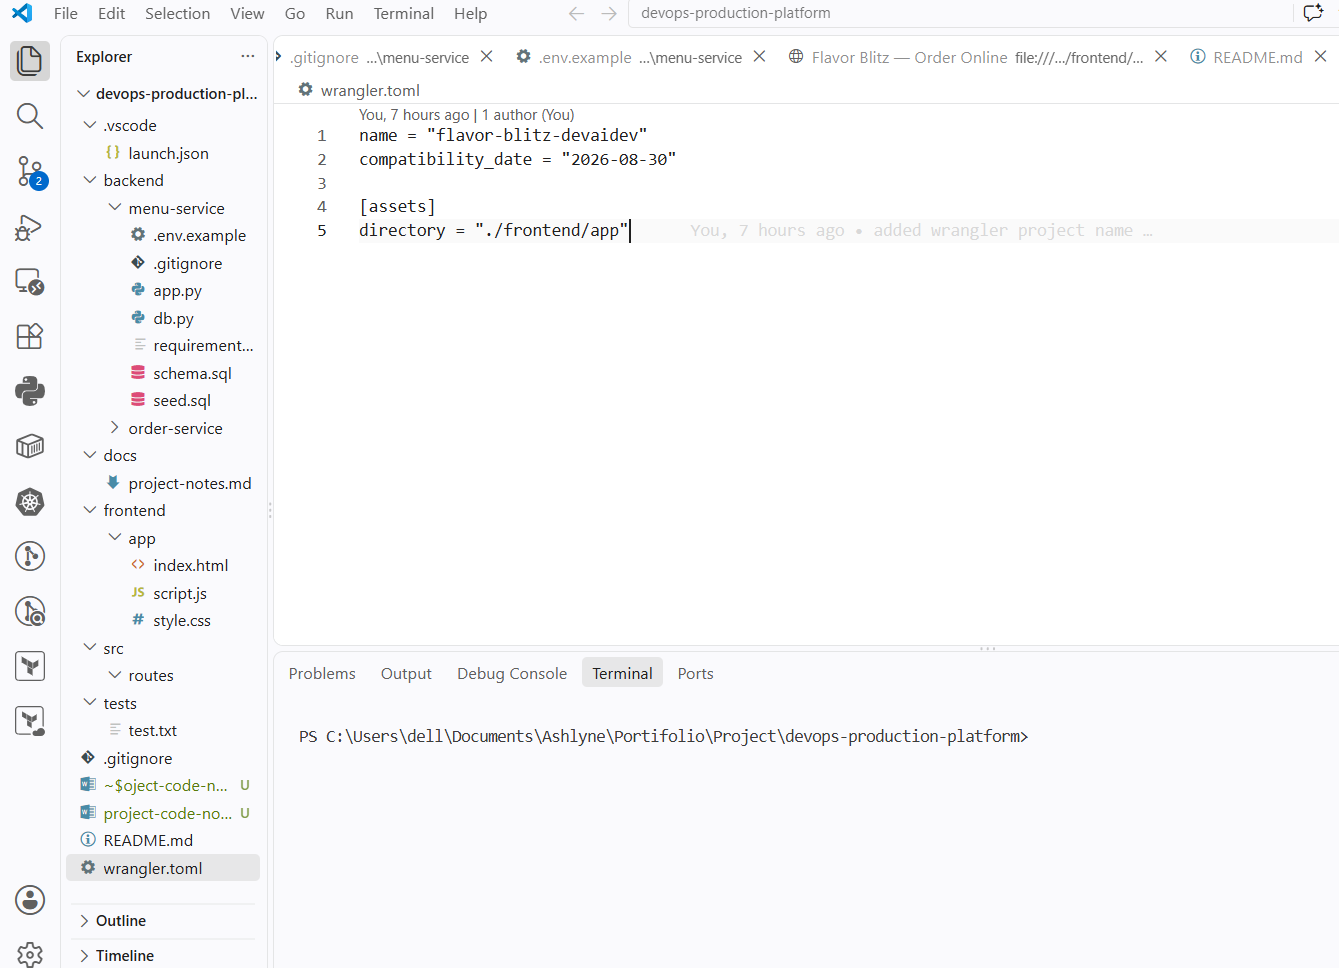 File Edit Selection View Go Run Terminal Help
devops-production-platform
Explorer ···
.gitignore ...\menu-service
.env.example ...\menu-service
Flavor Blitz — Order Online file:///.../frontend/...
README.md
devops-production-pl...
.vscode
{} launch.json
backend
menu-service
.env.example
.gitignore
app.py
db.py
requirement...
schema.sql
seed.sql
order-service
docs
project-notes.md
frontend
app
<> index.html
JS script.js
# style.css
src
routes
tests
test.txt
.gitignore
~$oject-code-n... U
project-code-no... U
README.md
wrangler.toml
Outline
Timeline
2
wrangler.toml
You, 7 hours ago | 1 author (You)
1 name = "flavor-blitz-devaidev"
2 compatibility_date = "2026-08-30"
3
4 [assets]
5 directory = "./frontend/app" You, 7 hours ago • added wrangler project name …
Problems Output Debug Console Terminal Ports
PS C:\Users\dell\Documents\Ashlyne\Portifolio\Project\devops-production-platform>